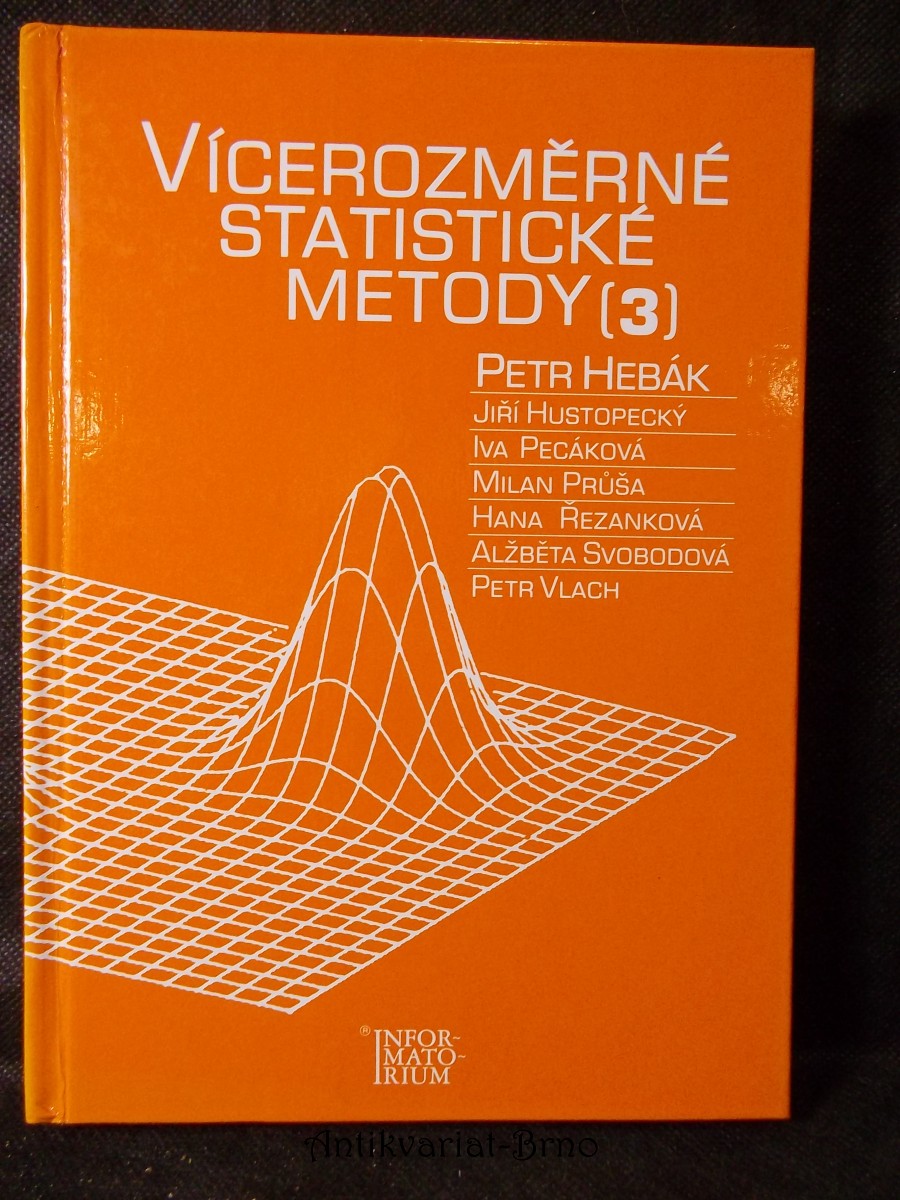 VÍCEROZMĚRNÉ
STATISTICKÉ
METODY (3)
PETR HEBÁK
JIŘÍ HUSTOPECKÝ
IVA PECÁKOVÁ
MILAN PRŮŠA
HANA ŘEZANKOVÁ
ALŽBĚTA SVOBODOVÁ
PETR VLACH
® INFOR-
MATO-
RIUM
Antikvariat-Brno